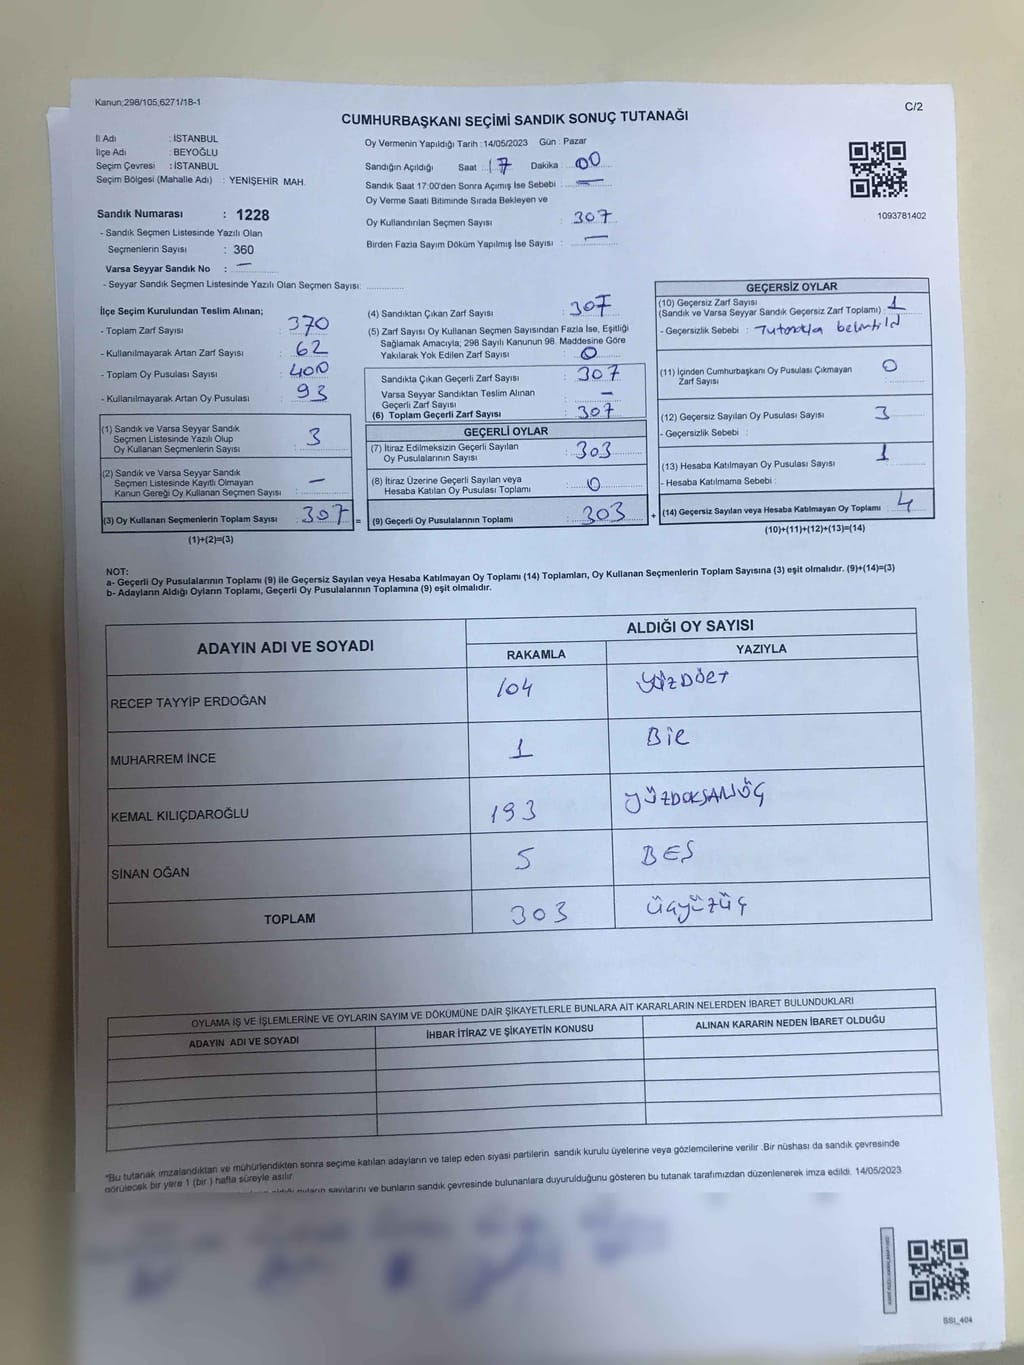 Kanun;298/105;6271/18-1
C/2
CUMHURBAŞKANI SEÇİMİ SANDIK SONUÇ TUTANAĞI
İl Adı : İSTANBUL
İlçe Adı : BEYOĞLU
Seçim Çevresi : İSTANBUL
Seçim Bölgesi (Mahalle Adı) : YENİŞEHİR MAH.
Sandık Numarası : 1228
- Sandık Seçmen Listesinde Yazılı Olan
Seçmenlerin Sayısı : 360
Varsa Seyyar Sandık No : —
- Seyyar Sandık Seçmen Listesinde Yazılı Olan Seçmen Sayısı:
Oy Vermenin Yapıldığı Tarih : 14/05/2023 Gün : Pazar
Sandığın Açıldığı Saat : 17 Dakika : 00
Sandık Saat 17:00'den Sonra Açımış İse Sebebi : —
Oy Verme Saati Bitiminde Sırada Bekleyen ve
Oy Kullandırılan Seçmen Sayısı : 307
Birden Fazla Sayım Döküm Yapılmış İse Sayısı : —
1093781402
İlçe Seçim Kurulundan Teslim Alınan;
- Toplam Zarf Sayısı : 370
- Kullanılmayarak Artan Zarf Sayısı : 62
- Toplam Oy Pusulası Sayısı : 400
- Kullanılmayarak Artan Oy Pusulası : 93
(1) Sandık ve Varsa Seyyar Sandık
Seçmen Listesinde Yazılı Olup
Oy Kullanan Seçmenlerin Sayısı : 3
(2) Sandık ve Varsa Seyyar Sandık
Seçmen Listesinde Kayıtlı Olmayan
Kanun Gereği Oy Kullanan Seçmen Sayısı : —
(3) Oy Kullanan Seçmenlerin Toplam Sayısı : 307 =
(1)+(2)=(3)
(4) Sandıktan Çıkan Zarf Sayısı : 307
(5) Zarf Sayısı Oy Kullanan Seçmen Sayısından Fazla İse, Eşitliği
Sağlamak Amacıyla; 298 Sayılı Kanunun 98. Maddesine Göre
Yakılarak Yok Edilen Zarf Sayısı : 0
Sandıkta Çıkan Geçerli Zarf Sayısı : 307
Varsa Seyyar Sandıktan Teslim Alınan
Geçerli Zarf Sayısı : —
(6) Toplam Geçerli Zarf Sayısı : 307
GEÇERLİ OYLAR
(7) İtiraz Edilmeksizin Geçerli Sayılan
Oy Pusulalarının Sayısı : 303
(8) İtiraz Üzerine Geçerli Sayılan veya
Hesaba Katılan Oy Pusulası Toplamı : 0
(9) Geçerli Oy Pusulalarının Toplamı : 303 +
GEÇERSİZ OYLAR
(10) Geçersiz Zarf Sayısı
(Sandık ve Varsa Seyyar Sandık Geçersiz Zarf Toplamı) : 1
- Geçersizlik Sebebi : Tutanakla belirtildi
(11) İçinden Cumhurbaşkanı Oy Pusulası Çıkmayan
Zarf Sayısı : 0
(12) Geçersiz Sayılan Oy Pusulası Sayısı : 3
- Geçersizlik Sebebi :
(13) Hesaba Katılmayan Oy Pusulası Sayısı : 1
- Hesaba Katılmama Sebebi :
(14) Geçersiz Sayılan veya Hesaba Katılmayan Oy Toplamı : 4
(10)+(11)+(12)+(13)=(14)
NOT:
a- Geçerli Oy Pusulalarının Toplamı (9) ile Geçersiz Sayılan veya Hesaba Katılmayan Oy Toplamı (14) Toplamları, Oy Kullanan Seçmenlerin Toplam Sayısına (3) eşit olmalıdır. (9)+(14)=(3)
b- Adayların Aldığı Oyların Toplamı, Geçerli Oy Pusulalarının Toplamına (9) eşit olmalıdır.
ADAYIN ADI VE SOYADI
ALDIĞI OY SAYISI
RAKAMLA YAZIYLA
RECEP TAYYİP ERDOĞAN 104 YÜZDÖRT
MUHARREM İNCE 1 BİR
KEMAL KILIÇDAROĞLU 193 YÜZDOKSANÜÇ
SİNAN OĞAN 5 BEŞ
TOPLAM 303 ÜÇYÜZÜÇ
OYLAMA İŞ VE İŞLEMLERİNE VE OYLARIN SAYIM VE DÖKÜMÜNE DAİR ŞİKAYETLERLE BUNLARA AİT KARARLARIN NELERDEN İBARET BULUNDUKLARI
ADAYIN ADI VE SOYADI İHBAR İTİRAZ VE ŞİKAYETİN KONUSU ALINAN KARARIN NEDEN İBARET OLDUĞU
*Bu tutanak imzalandıktan ve mühürlendikten sonra seçime katılan adayların ve talep eden siyasi partilerin sandık kurulu üyelerine veya gözlemcilerine verilir .Bir nüshası da sandık çevresinde
görülecek bir yere 1 (bir ) hafta süreyle asılır.
sayılarını ve bunların sandık çevresinde bulunanlara duyurulduğunu gösteren bu tutanak tarafımızdan düzenlenerek imza edildi. 14/05/2023
SSI_404